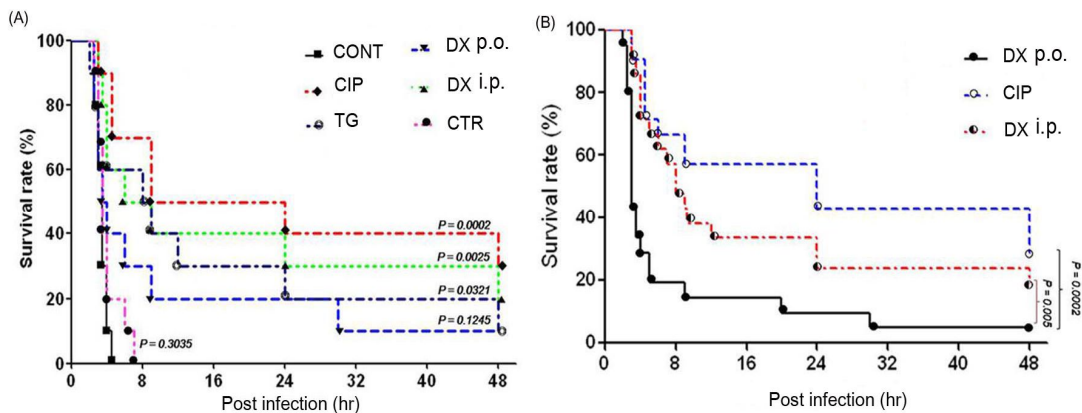 (A)
CONT
CIP
TG
DX p.o.
DX i.p.
CTR
Survival rate (%)
100
80
60
40
20
0
P = 0.0002
P = 0.0025
P = 0.0321
P = 0.1245
P = 0.3035
0 8 16 24 32 40 48
Post infection (hr)
(B)
DX p.o.
CIP
DX i.p.
Survival rate (%)
100
80
60
40
20
0
P = 0.005
P = 0.0002
0 8 16 24 32 40 48
Post infection (hr)